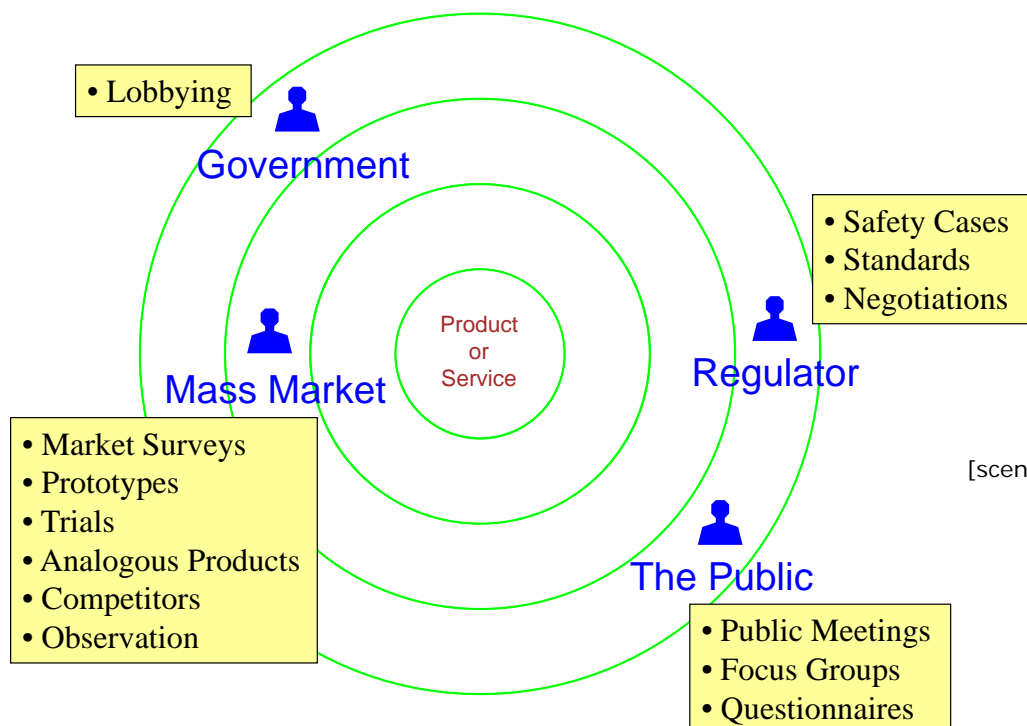 • Lobbying
Government
• Safety Cases
• Standards
• Negotiations
Product
or
Service
Mass Market
Regulator
• Market Surveys
• Prototypes
• Trials
• Analogous Products
• Competitors
• Observation
[scen
The Public
• Public Meetings
• Focus Groups
• Questionnaires